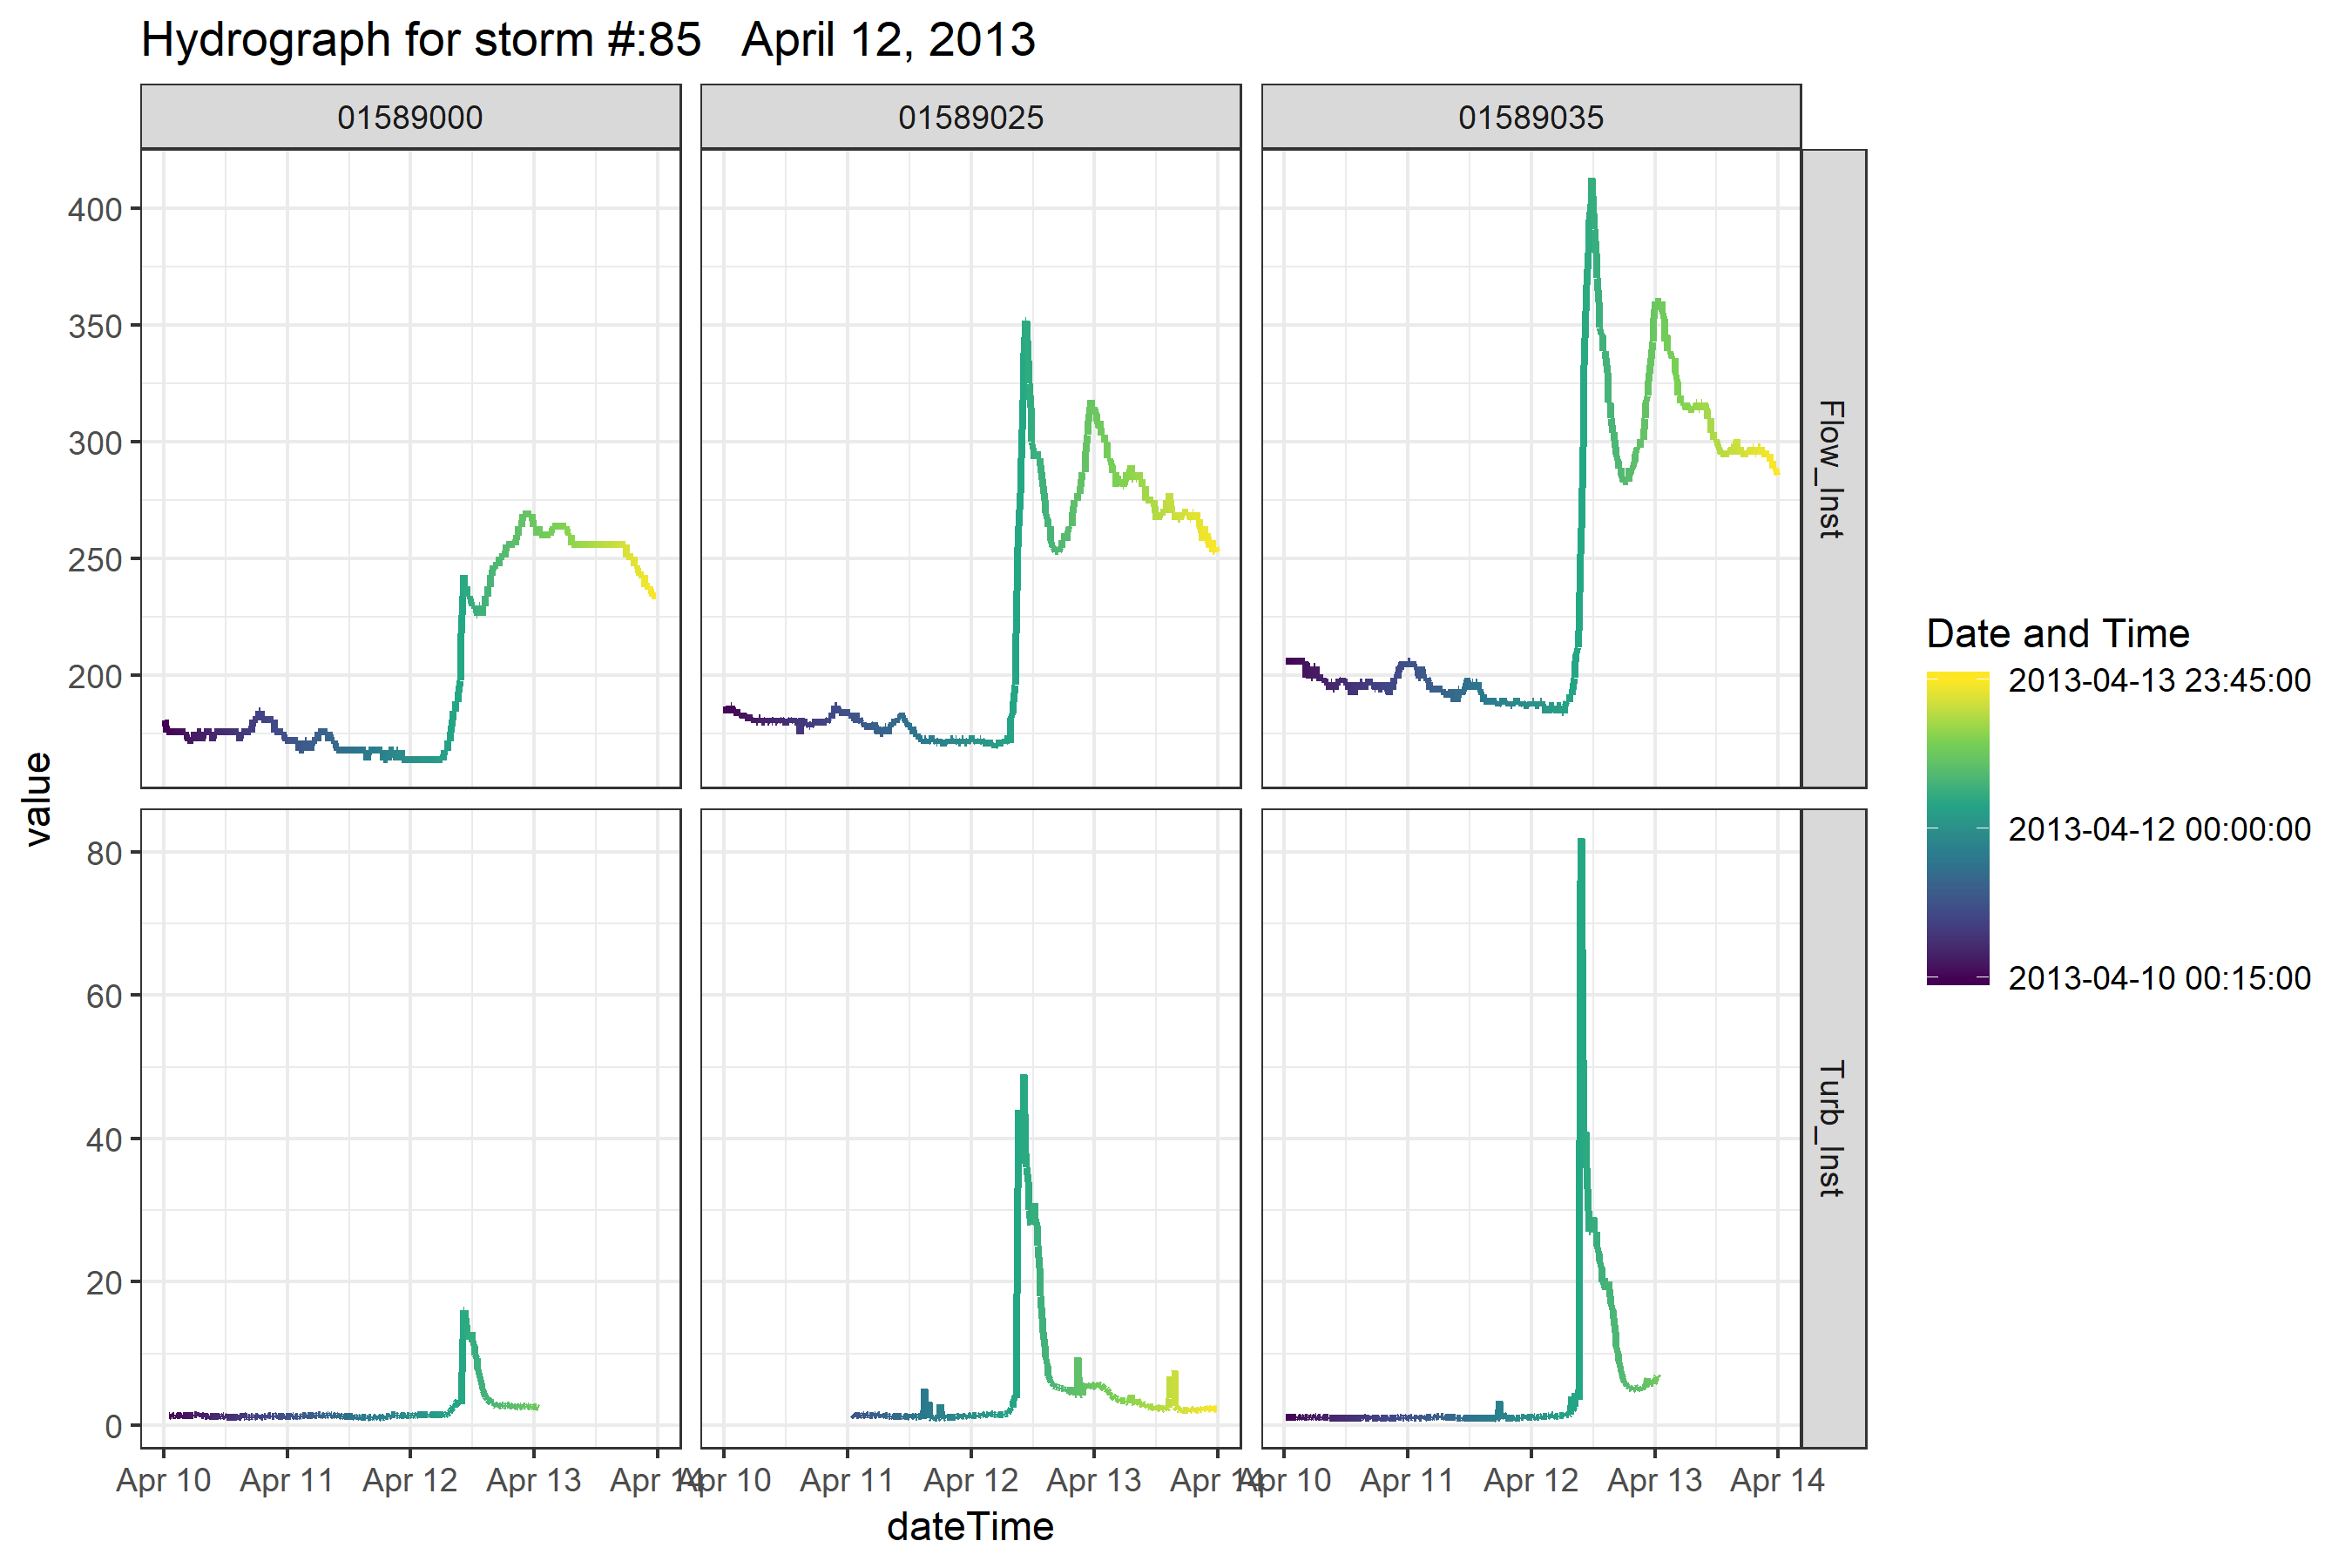 Hydrograph for storm #:85   April 12, 2013
01589000 01589025 01589035
400
350
300
250
200
Flow_Inst
80
60
40
20
0
Turb_Inst
value
Apr 10 Apr 11 Apr 12 Apr 13 Apr 14 Apr 10 Apr 11 Apr 12 Apr 13 Apr 14 Apr 10 Apr 11 Apr 12 Apr 13 Apr 14
dateTime
Date and Time
2013-04-13 23:45:00
2013-04-12 00:00:00
2013-04-10 00:15:00